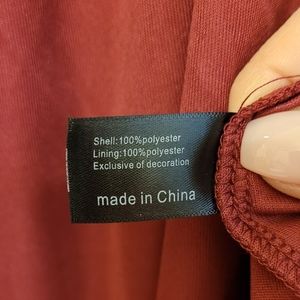 Shell:100%polyester
Lining:100%polyester
Exclusive of decoration
made in China